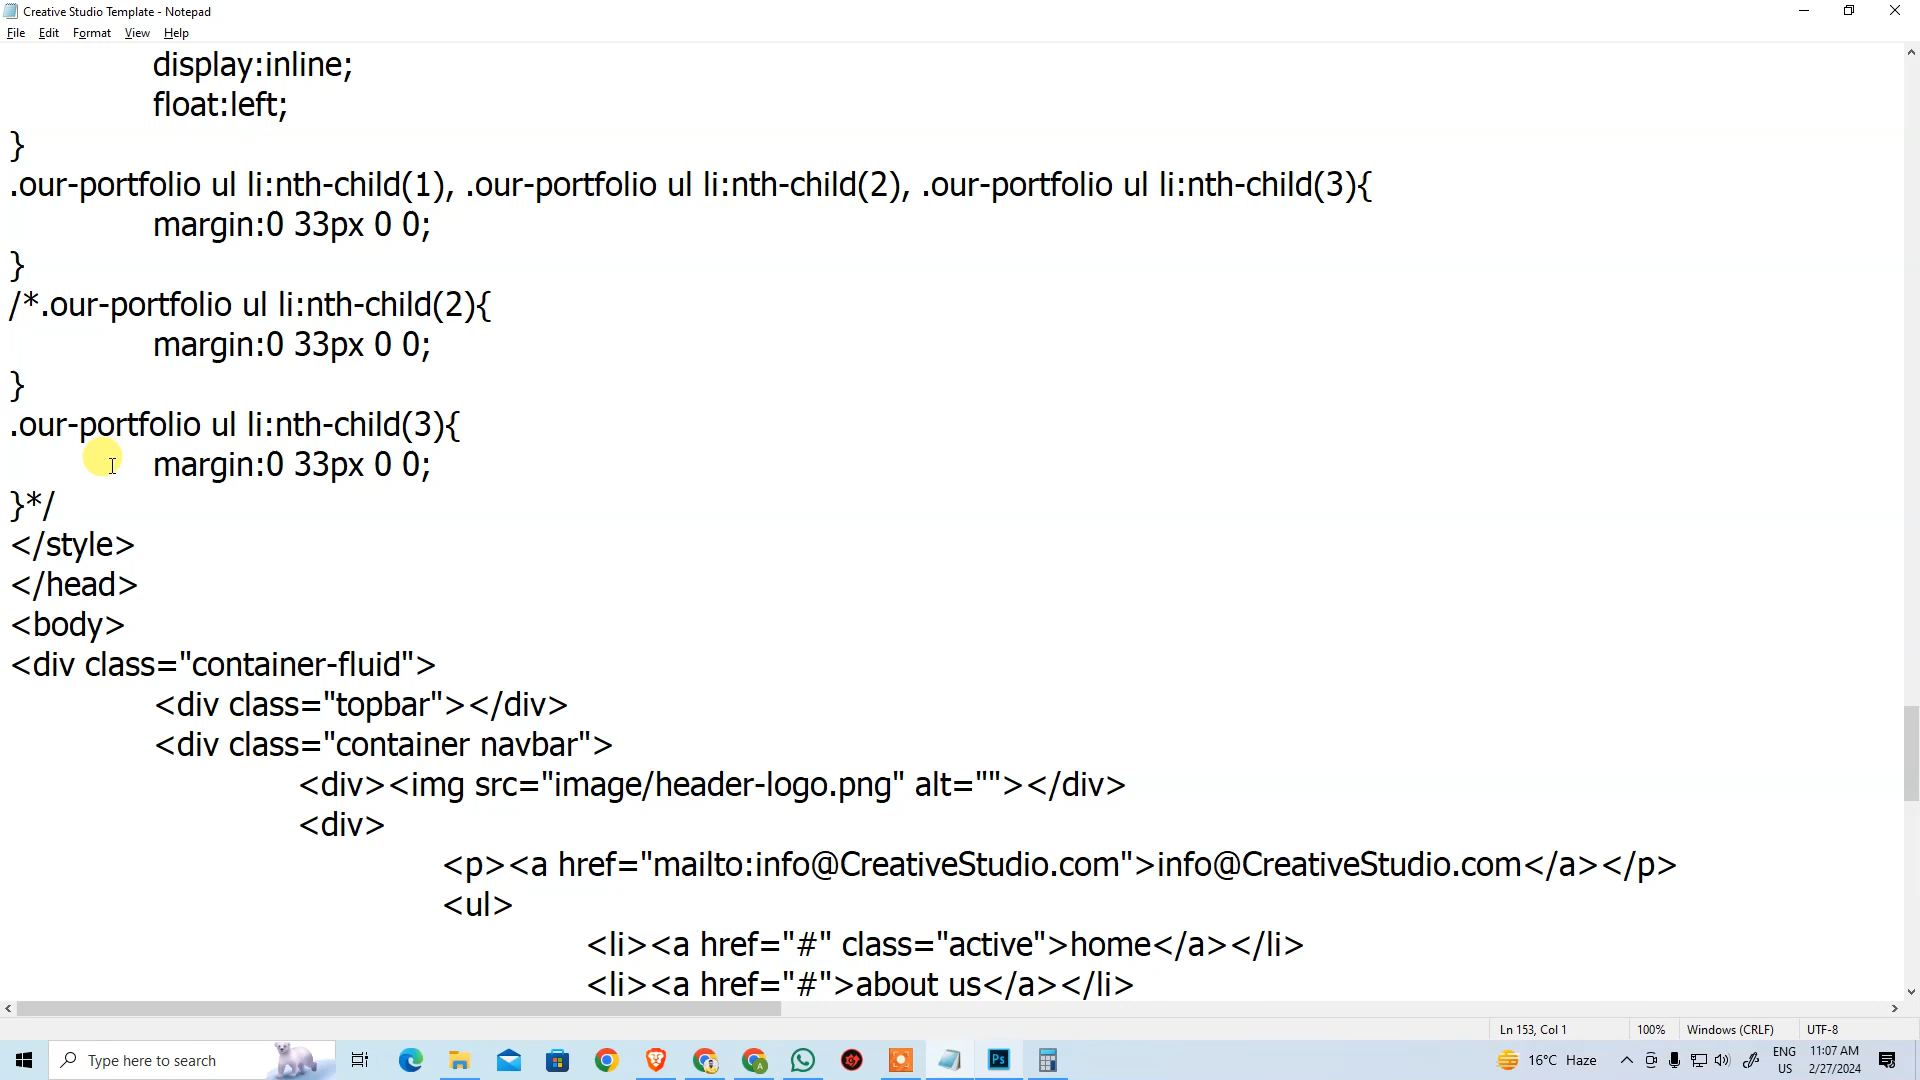 Creative Studio Template - Notepad
File Edit Format View Help
display:inline;
float:left;
}
.our-portfolio ul li:nth-child(1), .our-portfolio ul li:nth-child(2), .our-portfolio ul li:nth-child(3){
margin:0 33px 0 0;
}
/*.our-portfolio ul li:nth-child(2){
margin:0 33px 0 0;
}
.our-portfolio ul li:nth-child(3){
margin:0 33px 0 0;
}*/
</style>
</head>
<body>
<div class="container-fluid">
<div class="topbar"></div>
<div class="container navbar">
<div><img src="image/header-logo.png" alt=""></div>
<div>
<p><a href="mailto:info@CreativeStudio.com">info@CreativeStudio.com</a></p>
<ul>
<li><a href="#" class="active">home</a></li>
<li><a href="#">about us</a></li>
Ln 153, Col 1 100% Windows (CRLF) UTF-8
Type here to search
A
Ps
16°C Haze
ENG
US
11:07 AM
2/27/2024